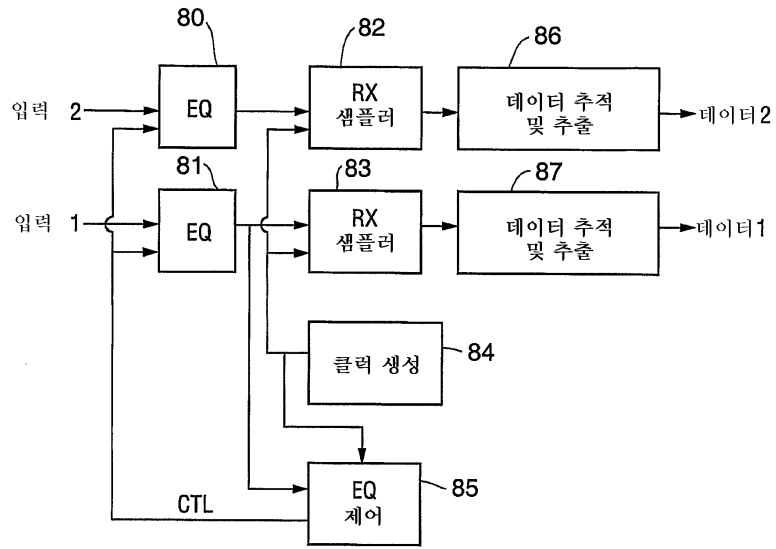 80
82
86
입력 2
EQ
RX
샘플러
데이터 추적
및 추출
데이터2
81
83
87
입력 1
EQ
RX
샘플러
데이터 추적
및 추출
데이터1
클럭 생성
84
CTL
EQ
제어
85